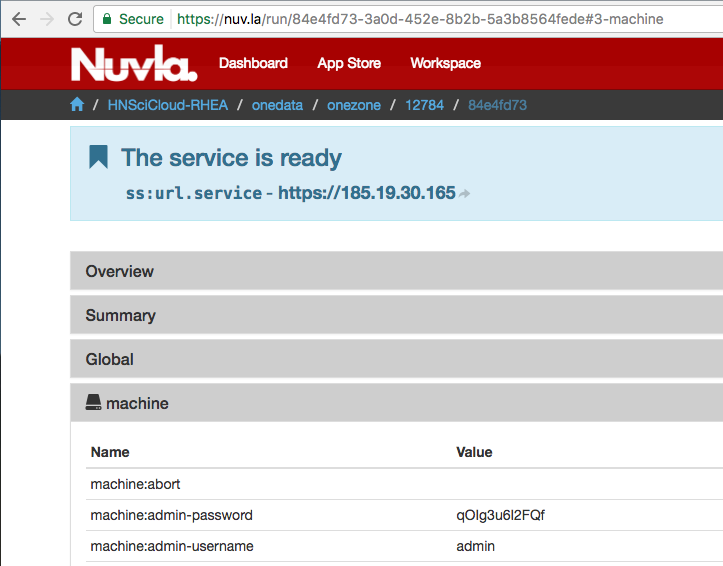 Secure https://nuv.la/run/84e4fd73-3a0d-452e-8b2b-5a3b8564fede#3-machine
Nuvla. Dashboard App Store Workspace
/ HNSciCloud-RHEA / onedata / onezone / 12784 / 84e4fd73
The service is ready
ss:url.service - https://185.19.30.165
Overview
Summary
Global
machine
Name Value
machine:abort
machine:admin-password qOIg3u6I2FQf
machine:admin-username admin